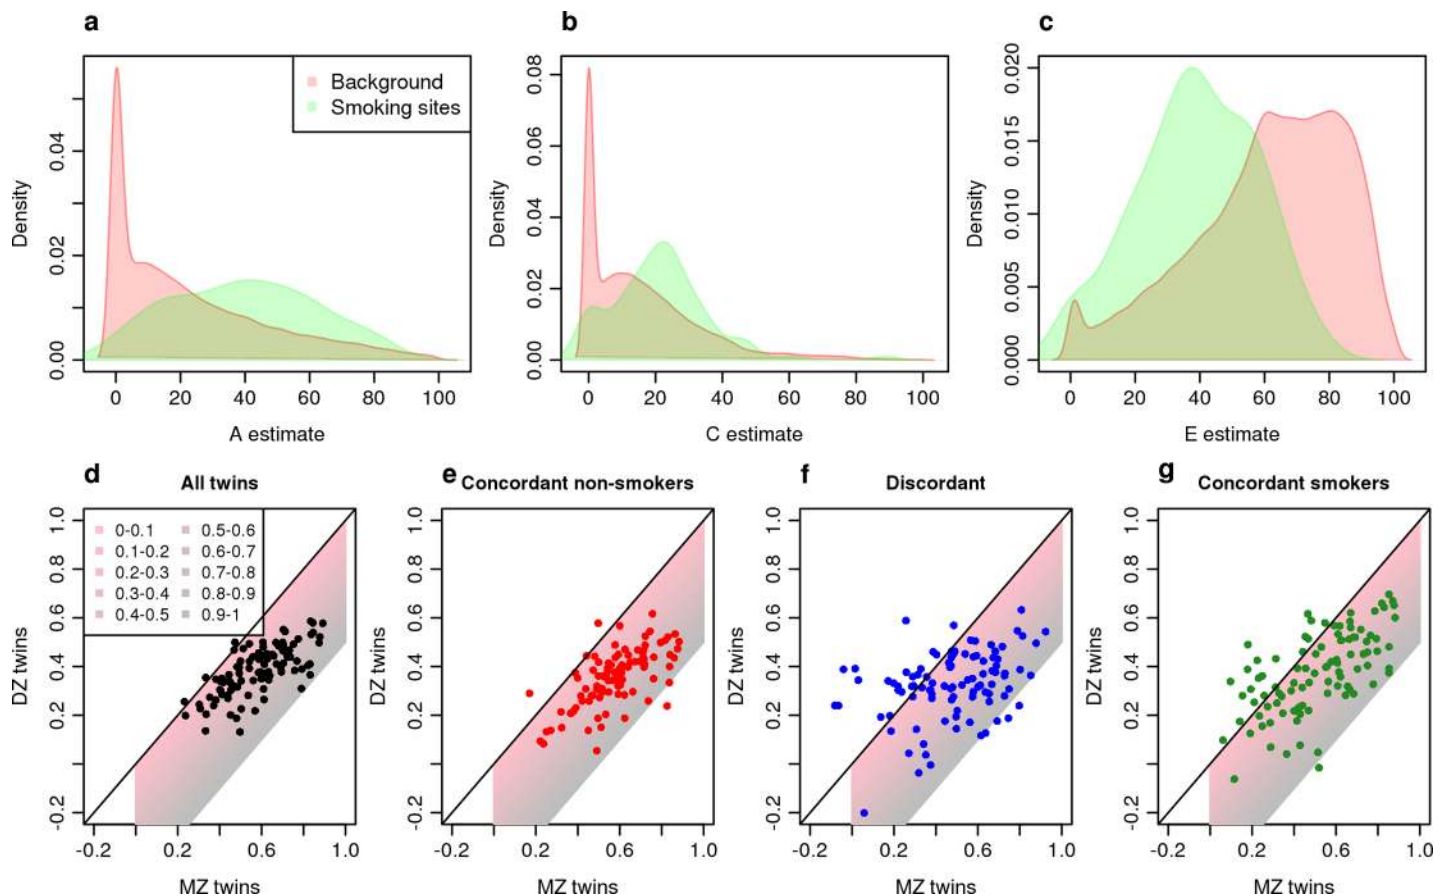 a
b
c
Background
Smoking sites
Density
0.00
0.02
0.04
0 20 40 60 80 100
A estimate
Density
0.00
0.02
0.04
0.06
0.08
0 20 40 60 80 100
C estimate
Density
0.000
0.005
0.010
0.015
0.020
0 20 40 60 80 100
E estimate
d
All twins
e
Concordant non-smokers
f
Discordant
g
Concordant smokers
0-0.1 0.5-0.6
0.1-0.2 0.6-0.7
0.2-0.3 0.7-0.8
0.3-0.4 0.8-0.9
0.4-0.5 0.9-1
DZ twins
-0.2
0.2
0.4
0.6
0.8
1.0
-0.2 0.2 0.6 1.0
MZ twins
DZ twins
-0.2
0.2
0.4
0.6
0.8
1.0
-0.2 0.2 0.6 1.0
MZ twins
DZ twins
-0.2
0.2
0.4
0.6
0.8
1.0
-0.2 0.2 0.6 1.0
MZ twins
DZ twins
-0.2
0.2
0.4
0.6
0.8
1.0
-0.2 0.2 0.6 1.0
MZ twins